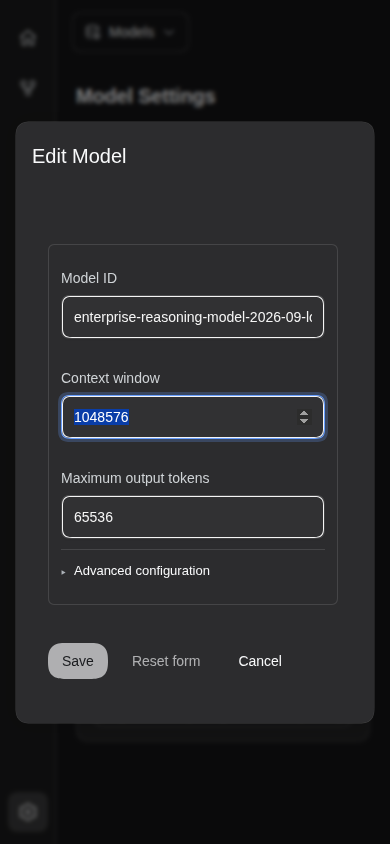 Models
Model Settings
Edit Model
Model ID
enterprise-reasoning-model-2026-09-lo
Context window
1048576
Maximum output tokens
65536
Advanced configuration
Save
Reset form
Cancel